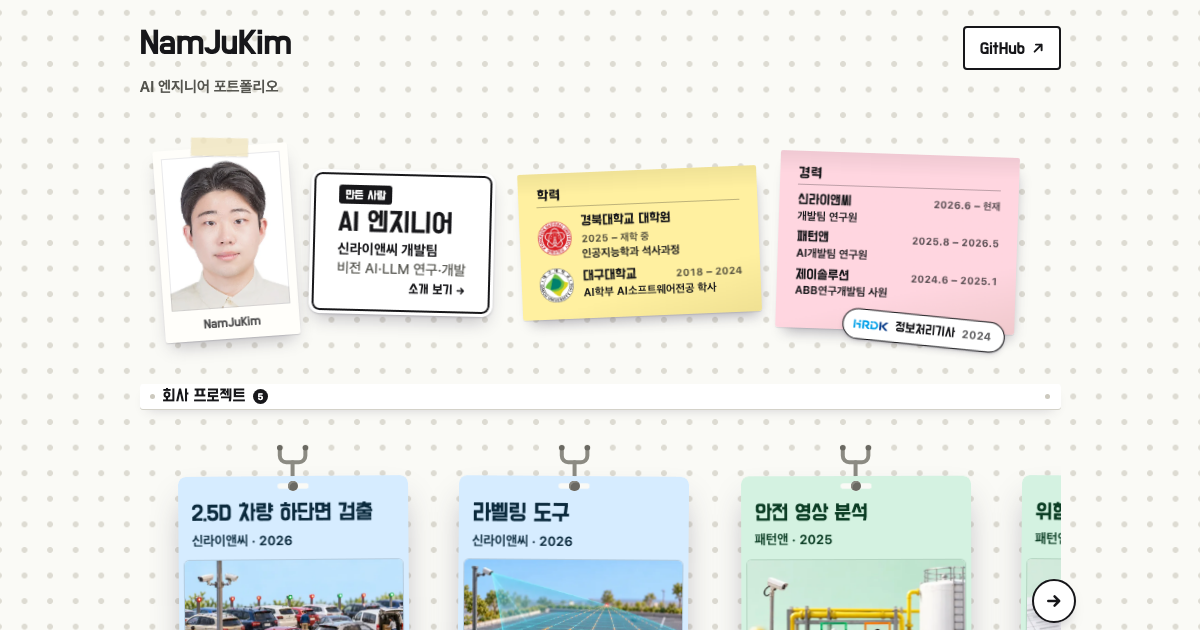 NamJuKim
GitHub ↗
AI 엔지니어 포트폴리오
NamJuKim
만든 사람
AI 엔지니어
신라이앤씨 개발팀
비전 AI·LLM 연구·개발
소개 보기 →
학력
경북대학교 대학원
2025 – 재학 중
인공지능학과 석사과정
대구대학교 2018 – 2024
AI학부 AI소프트웨어전공 학사
경력
신라이앤씨 2026.6 – 현재
개발팀 연구원
패턴앤 2025.8 – 2026.5
AI개발팀 연구원
제이솔루션 2024.6 – 2025.1
ABB연구개발팀 사원
HRDK 정보처리기사 2024
회사 프로젝트 5
2.5D 차량 하단면 검출
신라이앤씨 · 2026
라벨링 도구
신라이앤씨 · 2026
안전 영상 분석
패턴앤 · 2025
위험
패턴